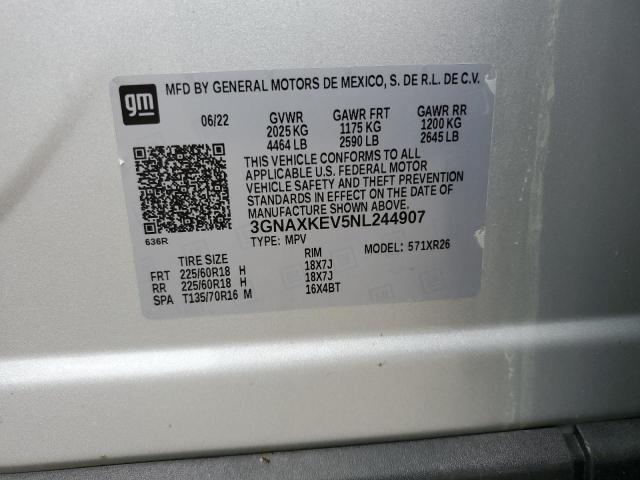 gm
MFD BY GENERAL MOTORS DE MEXICO, S. DE R.L. DE C.V.
06/22 GVWR GAWR FRT GAWR RR
2025 KG 1175 KG 1200 KG
4464 LB 2590 LB 2645 LB
THIS VEHICLE CONFORMS TO ALL
APPLICABLE U.S. FEDERAL MOTOR
VEHICLE SAFETY AND THEFT PREVENTION
STANDARDS IN EFFECT ON THE DATE OF
MANUFACTURE SHOWN ABOVE.
3GNAXKEV5NL244907
636R
TYPE: MPV MODEL: 571XR26
TIRE SIZE RIM
FRT 225/60R18 H 18X7J
RR 225/60R18 H 18X7J
SPA T135/70R16 M 16X4BT